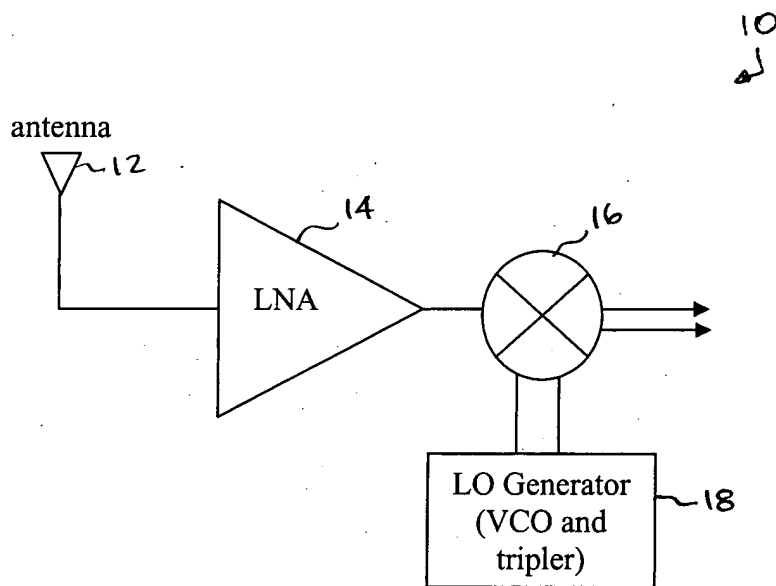 10
antenna
12
14
16
LNA
LO Generator
(VCO and
tripler)
18